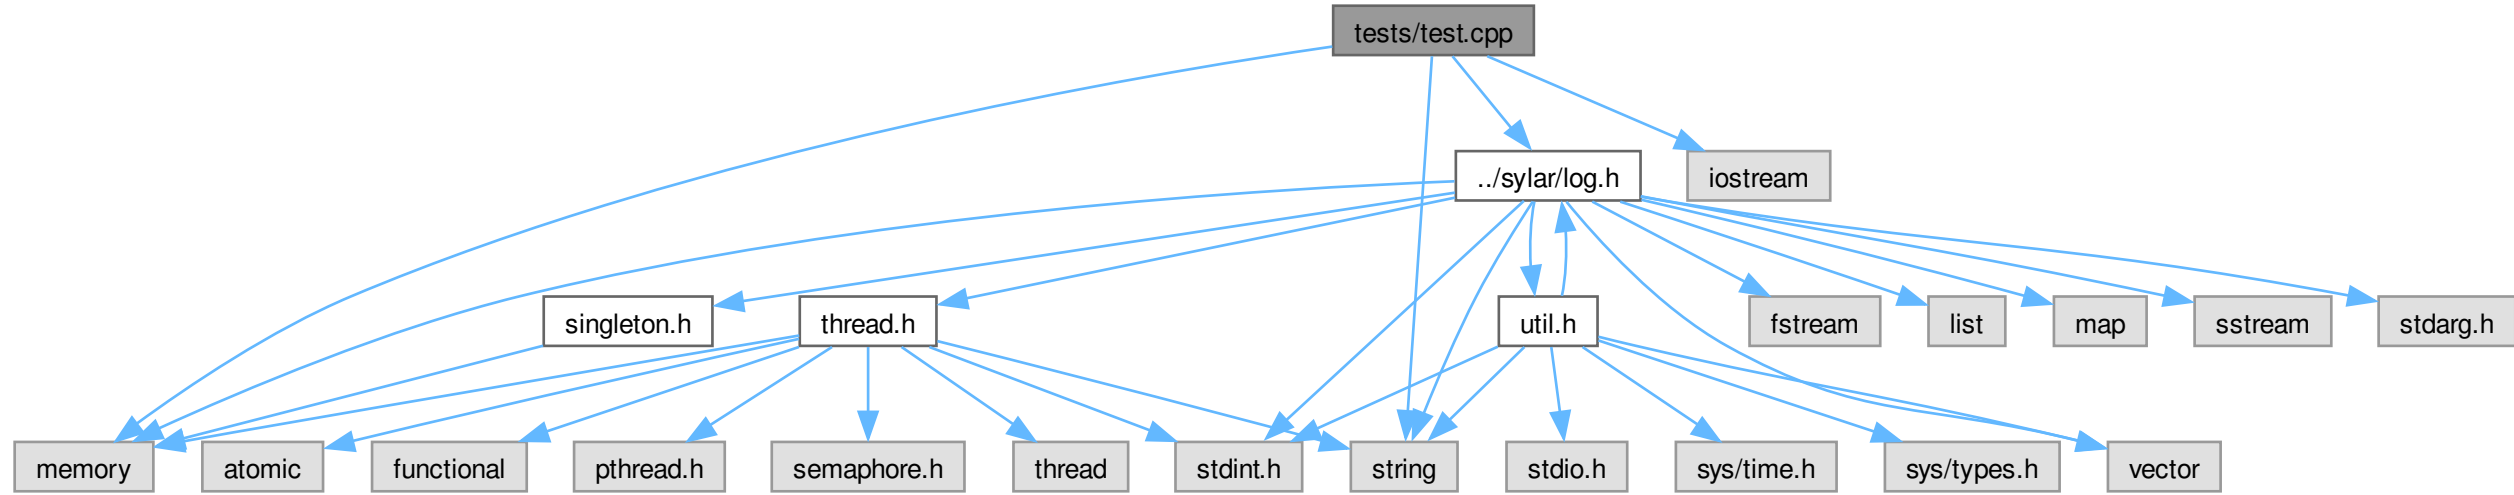 tests/test.cpp
../sylar/log.h
iostream
singleton.h
thread.h
util.h
fstream
list
map
sstream
stdarg.h
memory
atomic
functional
pthread.h
semaphore.h
thread
stdint.h
string
stdio.h
sys/time.h
sys/types.h
vector